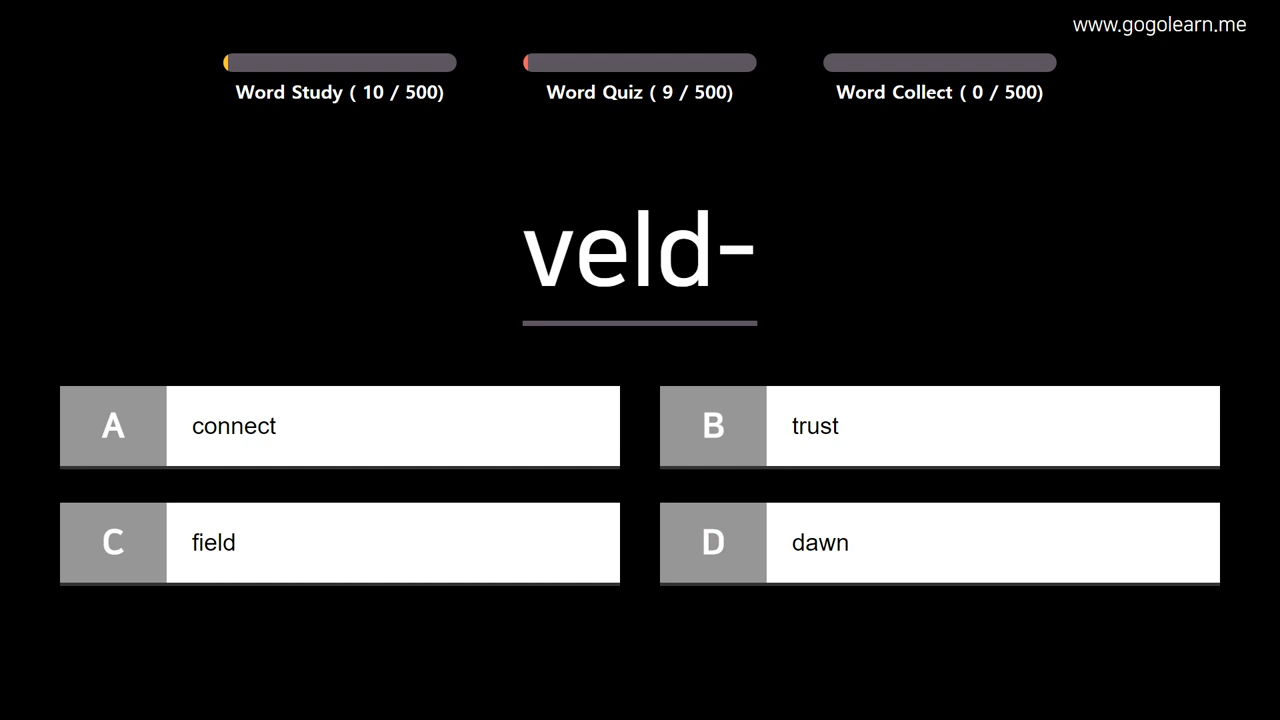 www.gogolearn.me
Word Study ( 10 / 500)
Word Quiz ( 9 / 500)
Word Collect ( 0 / 500)
veld-
A connect
B trust
C field
D dawn